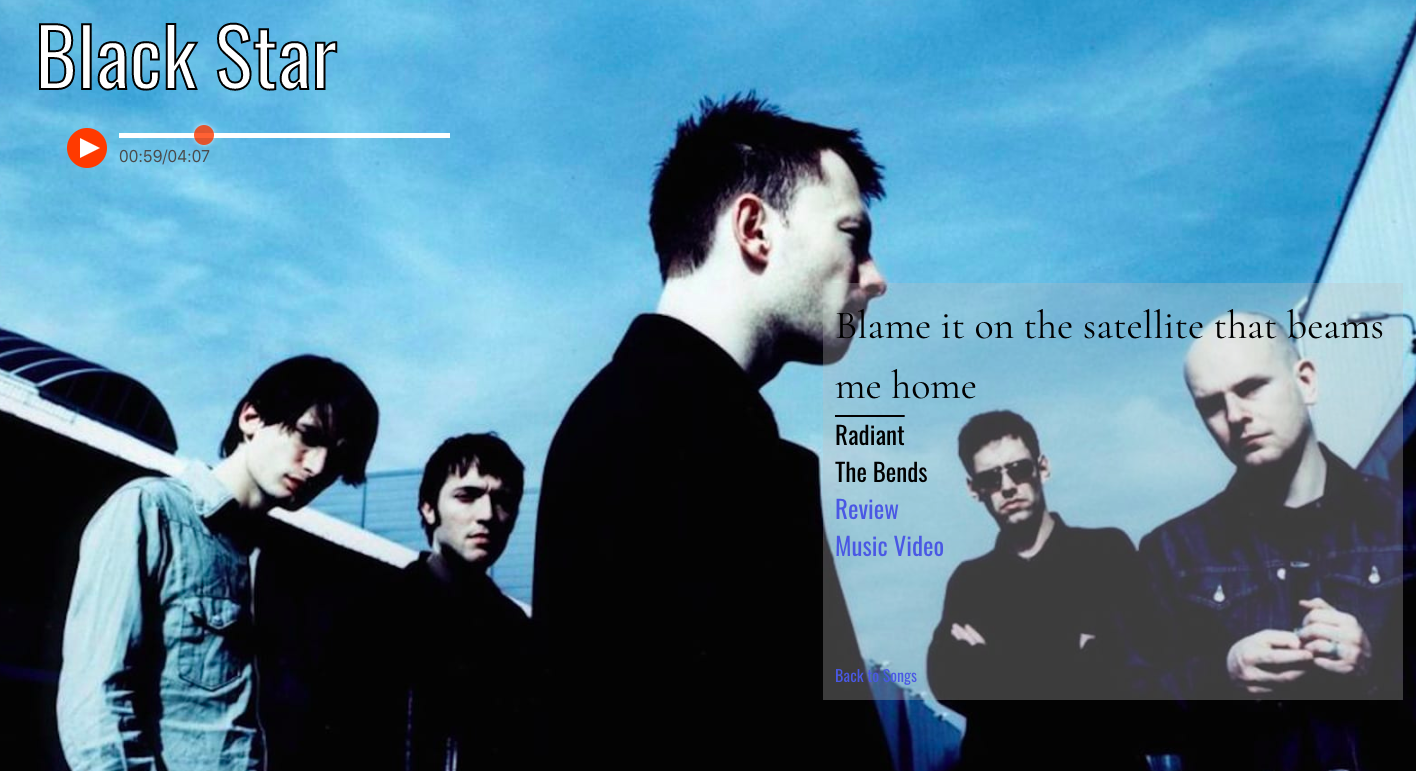 Black Star
00:59/04:07
Blame it on the satellite that beams
me home
Radiant
The Bends
Review
Music Video
Back To Songs